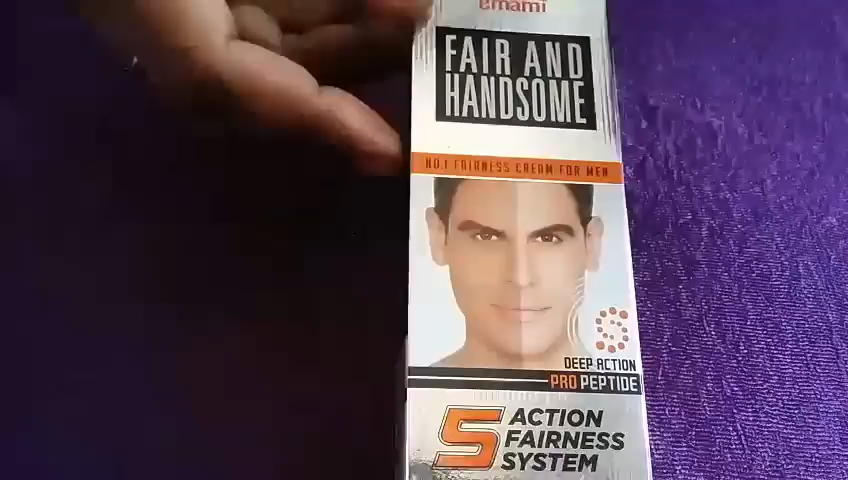 emami
FAIR AND
HANDSOME
NO.1 FAIRNESS CREAM FOR MEN
DEEP ACTION
PRO PEPTIDE
5 ACTION
FAIRNESS
SYSTEM